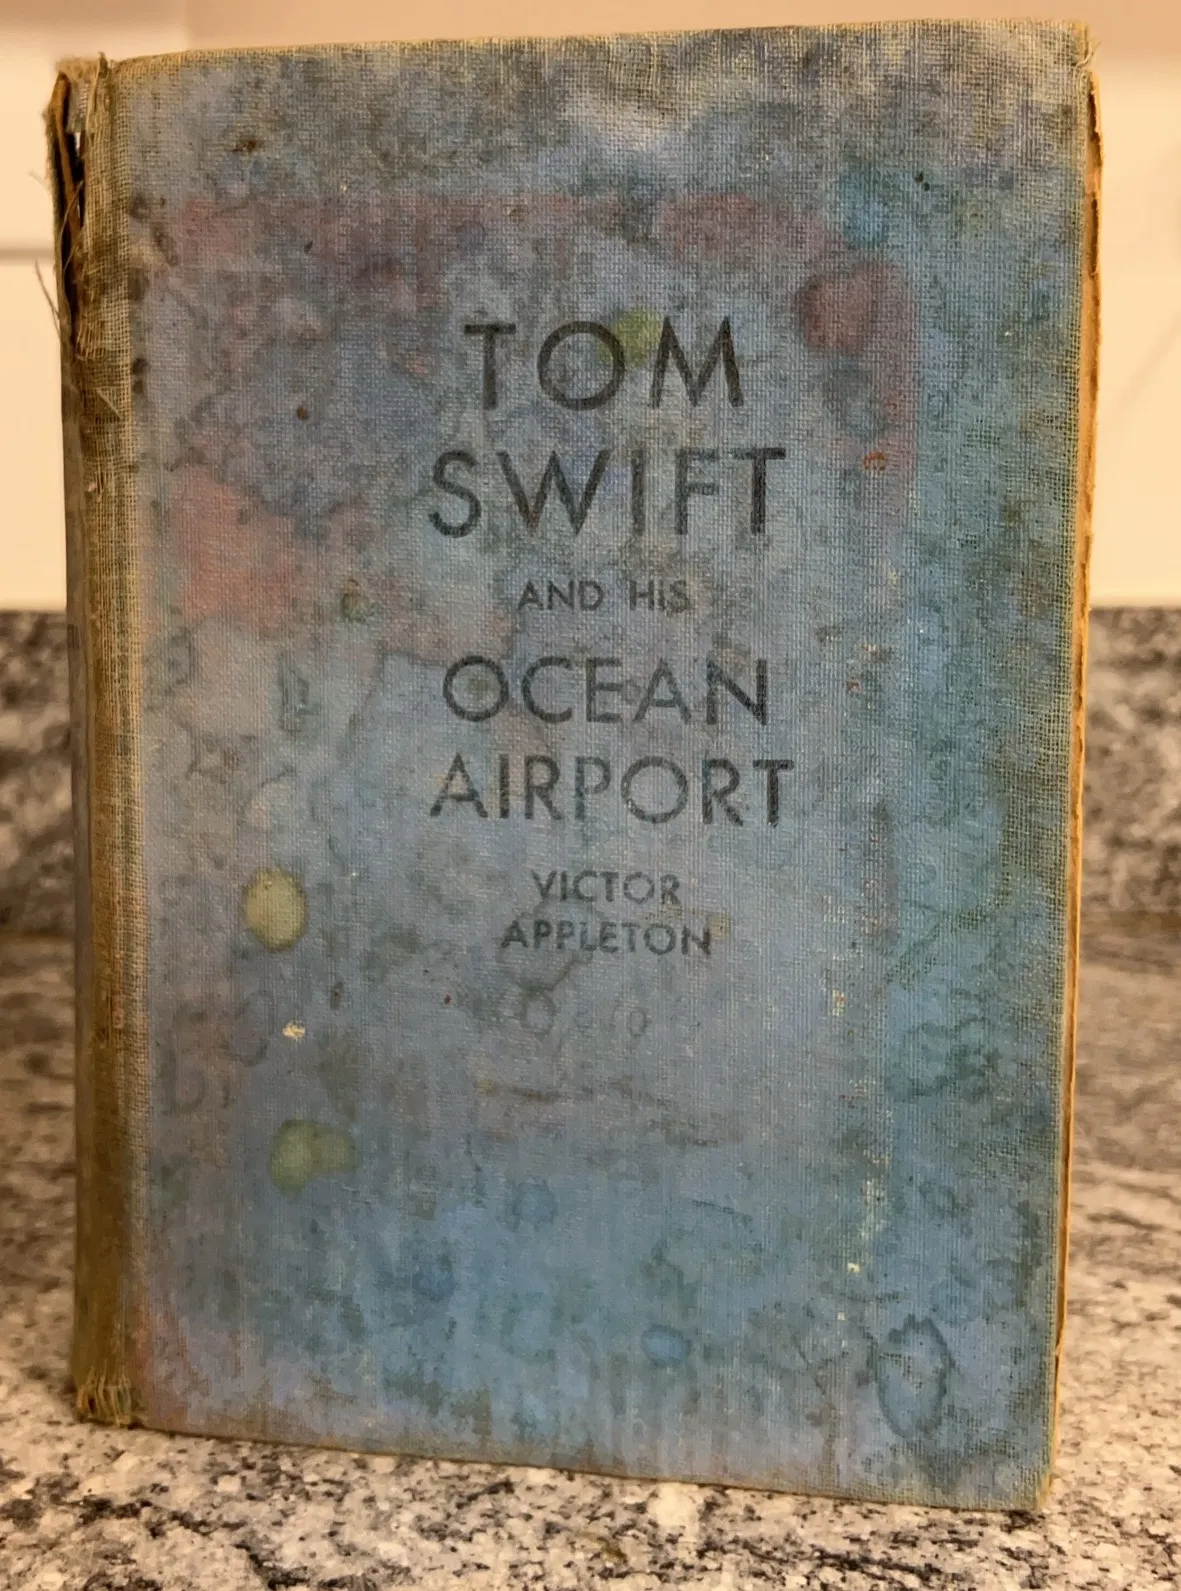 TOM
SWIFT
AND HIS
OCEAN
AIRPORT
VICTOR
APPLETON